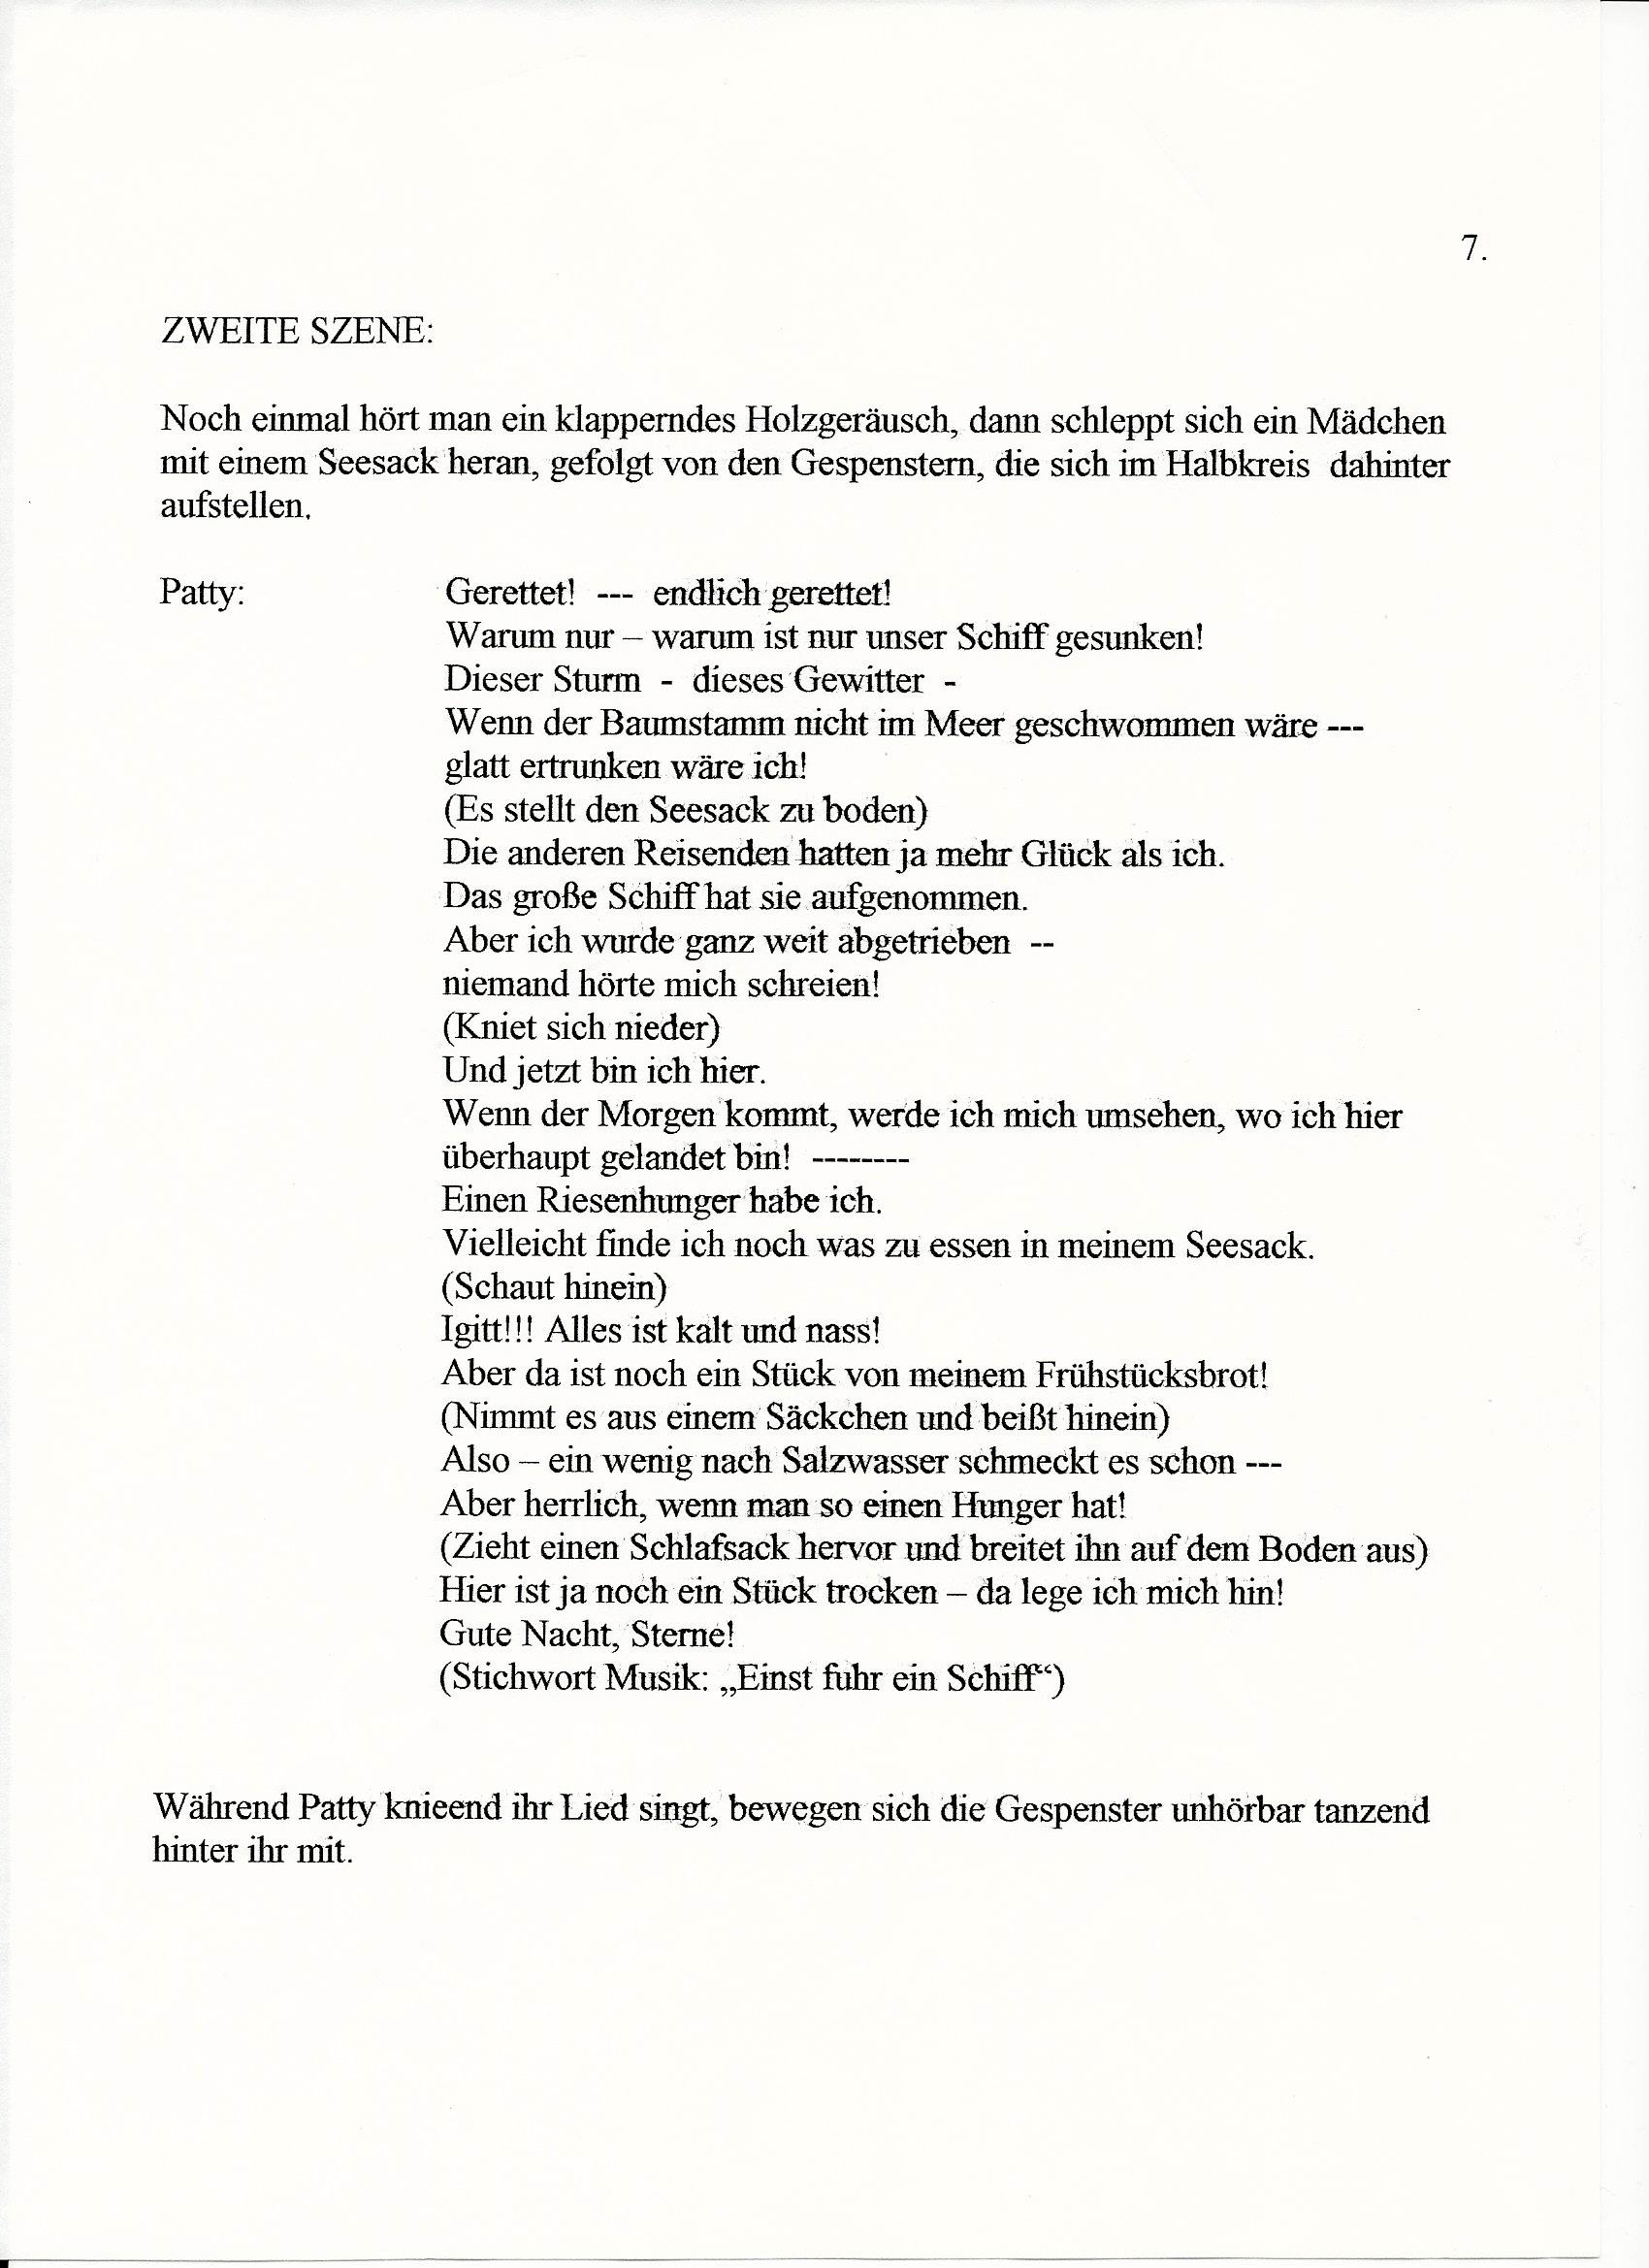 7.
ZWEITE SZENE:
Noch einmal hört man ein klapperndes Holzgeräusch, dann schleppt sich ein Mädchen
mit einem Seesack heran, gefolgt von den Gespenstern, die sich im Halbkreis  dahinter
aufstellen.
Patty: Gerettet!  ---  endlich gerettet!
Warum nur – warum ist nur unser Schiff gesunken!
Dieser Sturm  -  dieses Gewitter  -
Wenn der Baumstamm nicht im Meer geschwommen wäre ---
glatt ertrunken wäre ich!
(Es stellt den Seesack zu boden)
Die anderen Reisenden hatten ja mehr Glück als ich.
Das große Schiff hat sie aufgenommen.
Aber ich wurde ganz weit abgetrieben  --
niemand hörte mich schreien!
(Kniet sich nieder)
Und jetzt bin ich hier.
Wenn der Morgen kommt, werde ich mich umsehen, wo ich hier
überhaupt gelandet bin!  --------
Einen Riesenhunger habe ich.
Vielleicht finde ich noch was zu essen in meinem Seesack.
(Schaut hinein)
Igitt!!! Alles ist kalt und nass!
Aber da ist noch ein Stück von meinem Frühstücksbrot!
(Nimmt es aus einem Säckchen und beißt hinein)
Also – ein wenig nach Salzwasser schmeckt es schon ---
Aber herrlich, wenn man so einen Hunger hat!
(Zieht einen Schlafsack hervor und breitet ihn auf dem Boden aus)
Hier ist ja noch ein Stück trocken – da lege ich mich hin!
Gute Nacht, Sterne!
(Stichwort Musik: „Einst fuhr ein Schiff“)
Während Patty knieend ihr Lied singt, bewegen sich die Gespenster unhörbar tanzend
hinter ihr mit.